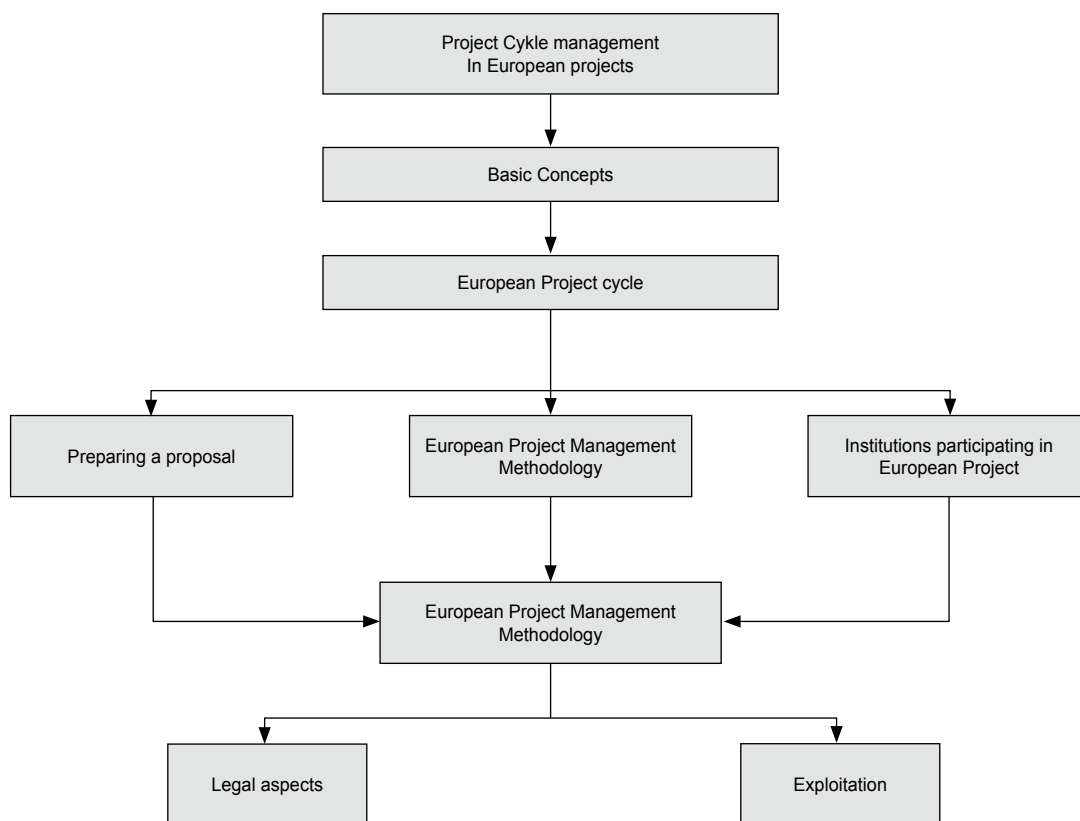 Project Cykle management
In European projects
Basic Concepts
European Project cycle
Preparing a proposal
European Project Management
Methodology
Institutions participating in
European Project
European Project Management
Methodology
Legal aspects
Exploitation